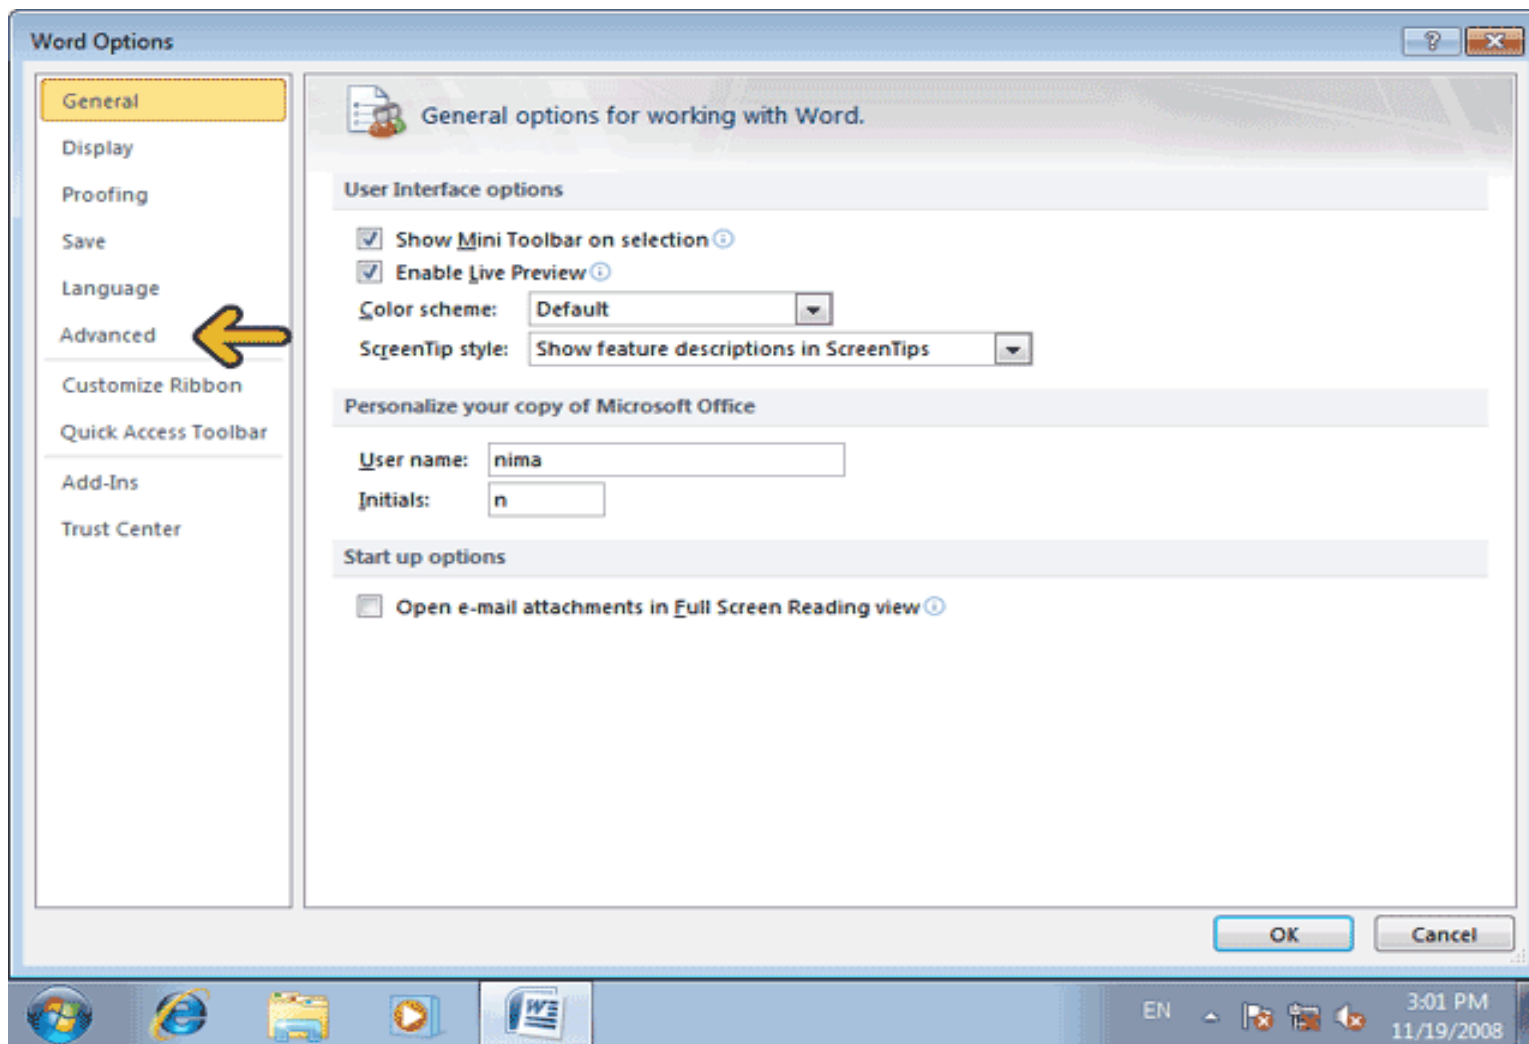 Word Options
General
Display
Proofing
Save
Language
Advanced
Customize Ribbon
Quick Access Toolbar
Add-Ins
Trust Center
General options for working with Word.
User Interface options
Show Mini Toolbar on selection
Enable Live Preview
Color scheme: Default
ScreenTip style: Show feature descriptions in ScreenTips
Personalize your copy of Microsoft Office
User name: nima
Initials: n
Start up options
Open e-mail attachments in Full Screen Reading view
OK Cancel
EN
3:01 PM
11/19/2008